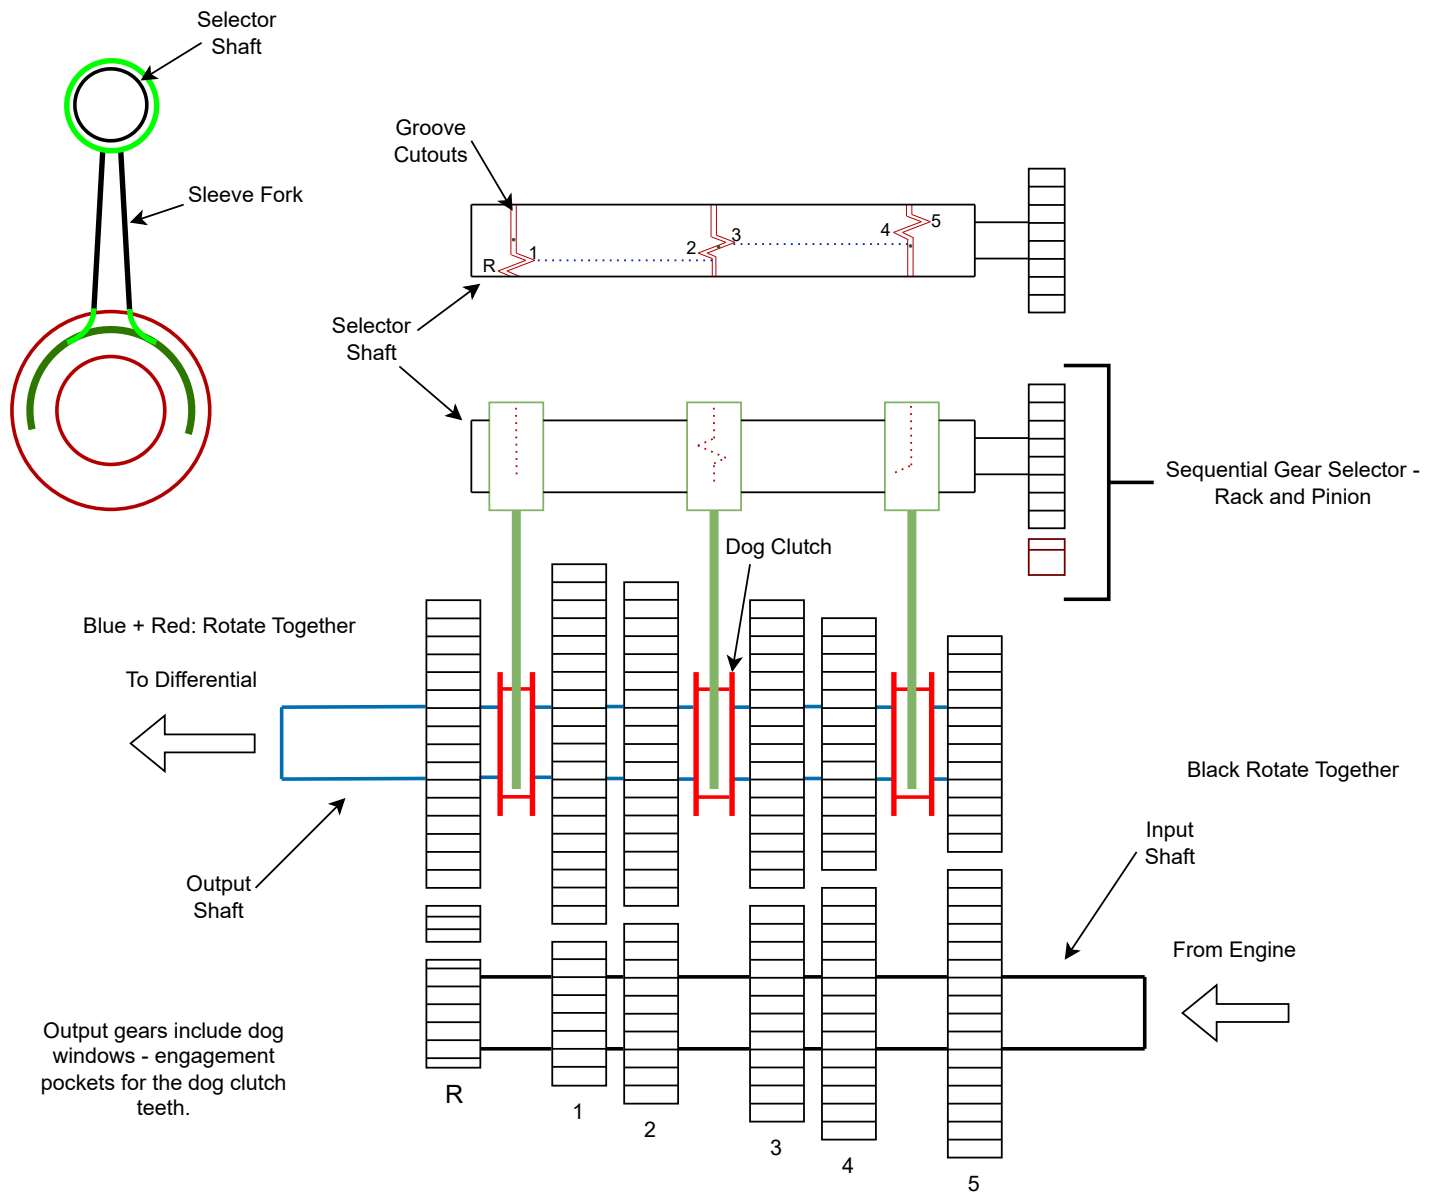 Selector
Shaft
Sleeve Fork
Groove
Cutouts
R
1
2
3
4
5
Selector
Shaft
Sequential Gear Selector -
Rack and Pinion
Dog Clutch
Blue + Red: Rotate Together
To Differential
Output
Shaft
Black Rotate Together
Input
Shaft
From Engine
Output gears include dog
windows - engagement
pockets for the dog clutch
teeth.
R
1
2
3
4
5